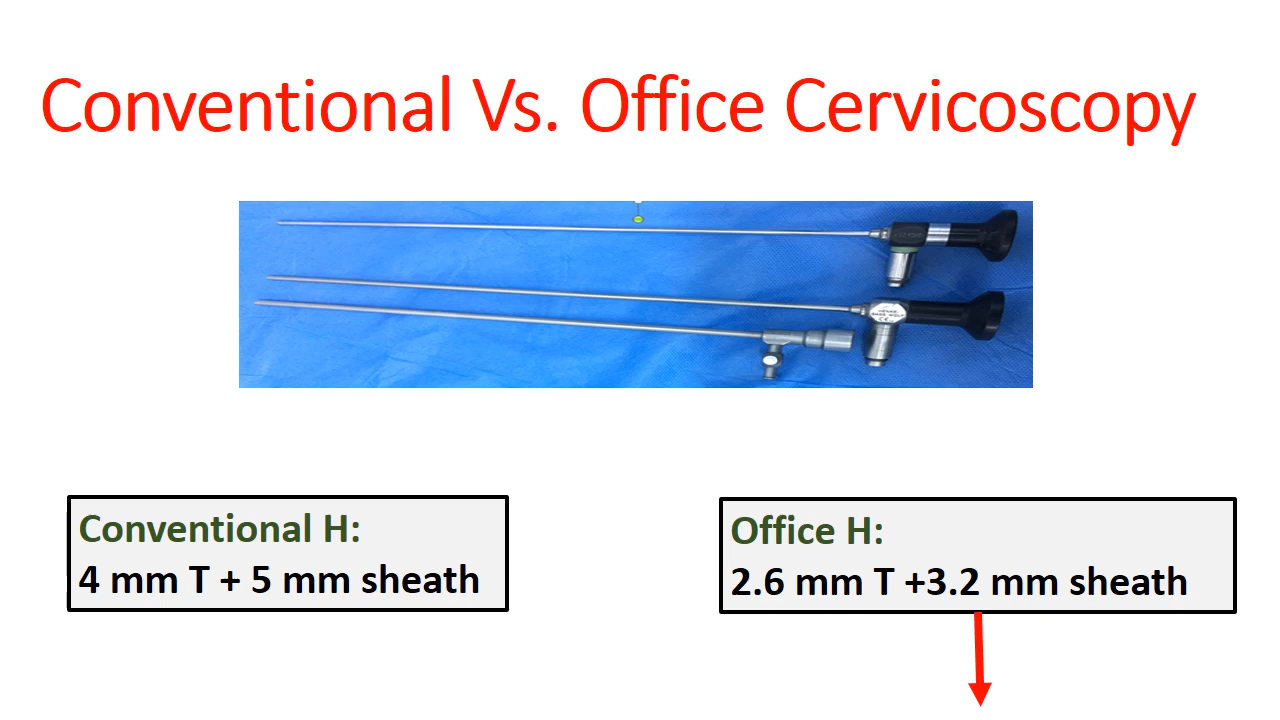 Conventional Vs. Office Cervicoscopy
Conventional H:
4 mm T + 5 mm sheath
Office H:
2.6 mm T +3.2 mm sheath